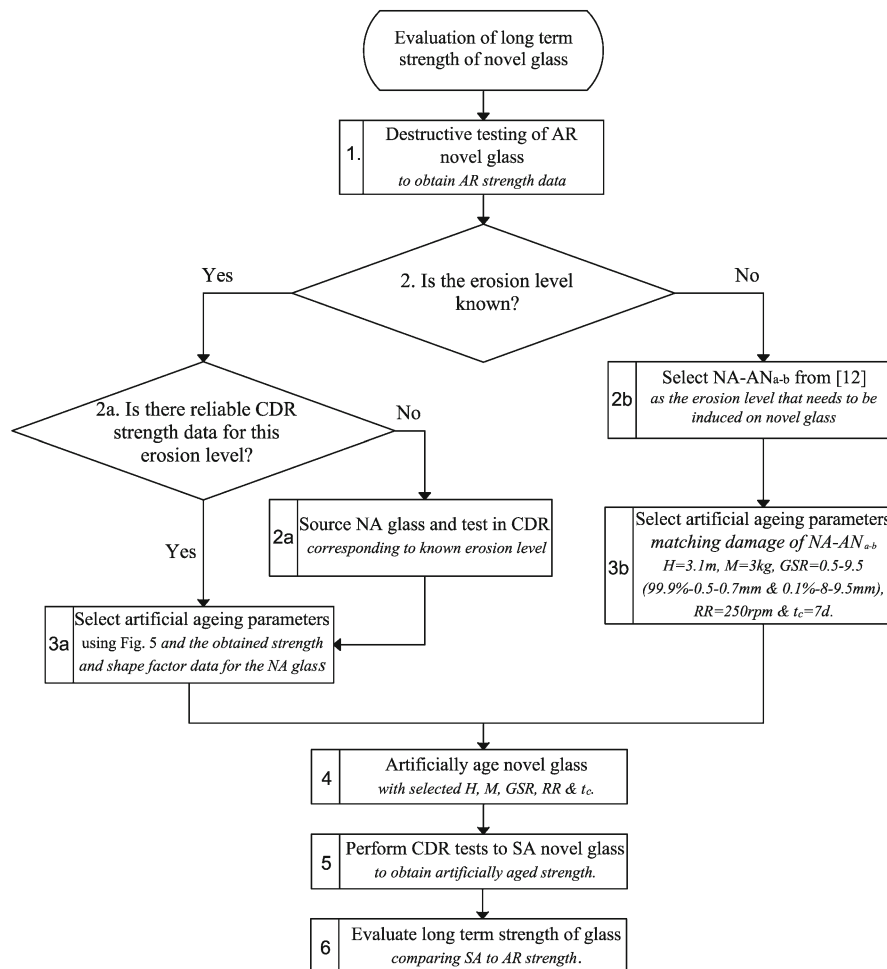 Evaluation of long term
strength of novel glass
1.
Destructive testing of AR
novel glass
to obtain AR strength data
Yes
No
2. Is the erosion level
known?
2a. Is there reliable CDR
strength data for this
erosion level?
No
2b
Select NA-ANa-b from [12]
as the erosion level that needs to be
induced on novel glass
Yes
2a
Source NA glass and test in CDR
corresponding to known erosion level
3b
Select artificial ageing parameters
matching damage of NA-ANa-b
H=3.1m, M=3kg, GSR=0.5-9.5
(99.9%-0.5-0.7mm & 0.1%-8-9.5mm),
RR=250rpm & tc=7d.
3a
Select artificial ageing parameters
using Fig. 5 and the obtained strength
and shape factor data for the NA glass
4
Artificially age novel glass
with selected H, M, GSR, RR & tc.
5
Perform CDR tests to SA novel glass
to obtain artificially aged strength.
6
Evaluate long term strength of glass
comparing SA to AR strength.